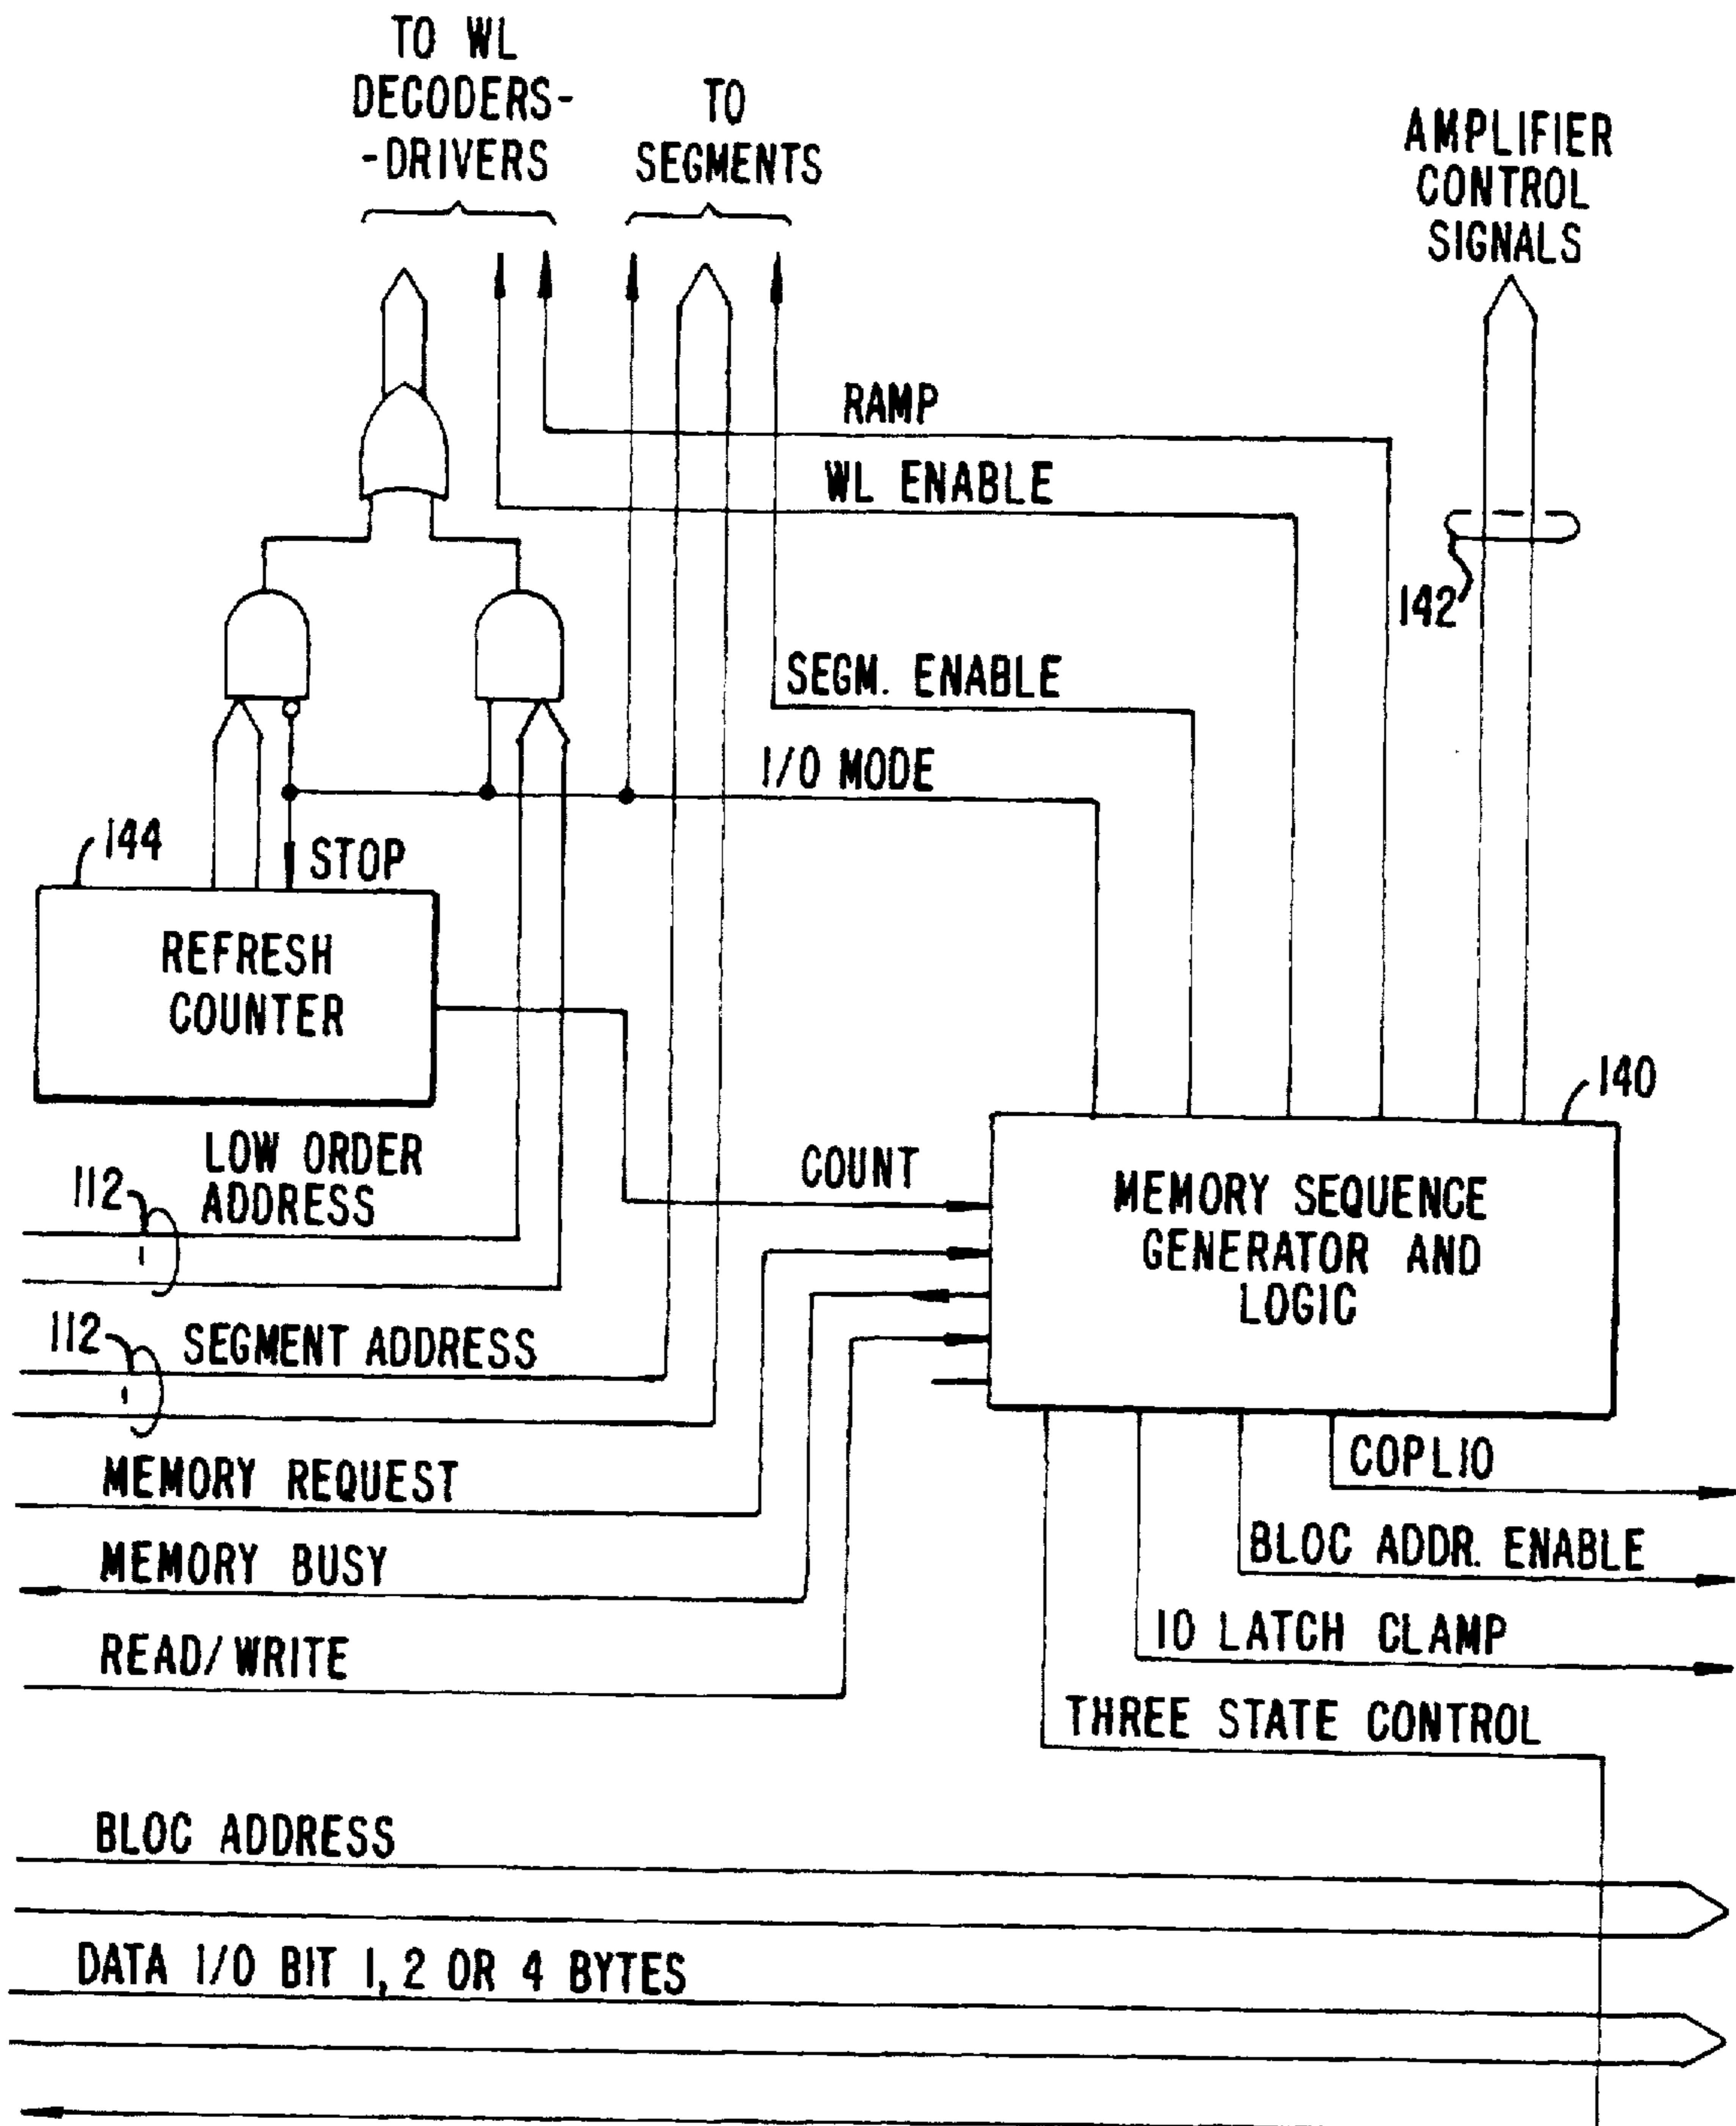 TO WL
DECODERS-
-DRIVERS
TO
SEGMENTS
AMPLIFIER
CONTROL
SIGNALS
RAMP
WL ENABLE
142
SEGM. ENABLE
I/O MODE
144
STOP
REFRESH
COUNTER
140
LOW ORDER
ADDRESS
112
COUNT
MEMORY SEQUENCE
GENERATOR AND
LOGIC
112
SEGMENT ADDRESS
MEMORY REQUEST
COPLIO
MEMORY BUSY
BLOC ADDR. ENABLE
READ/WRITE
IO LATCH CLAMP
THREE STATE CONTROL
BLOC ADDRESS
DATA I/O BIT 1, 2 OR 4 BYTES